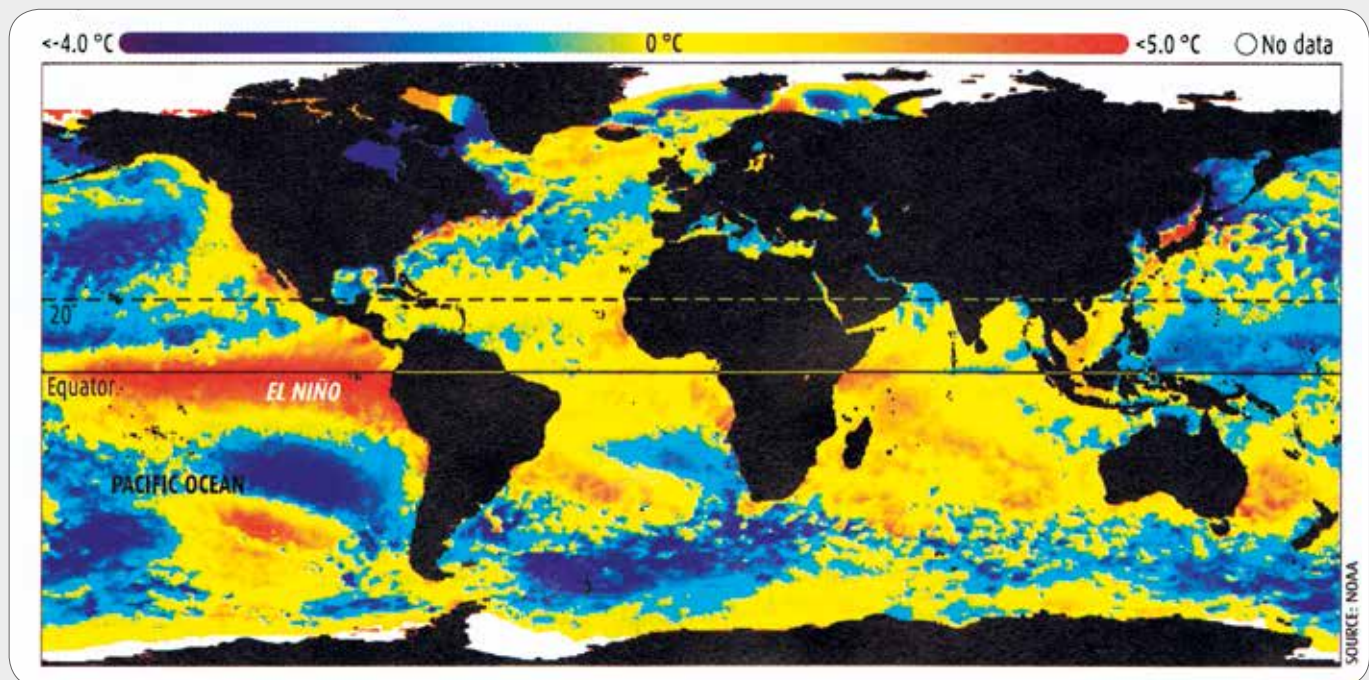 <-4.0 °C 0 °C <5.0 °C No data
20°
Equator
EL NIÑO
PACIFIC OCEAN
SOURCE: NOAA